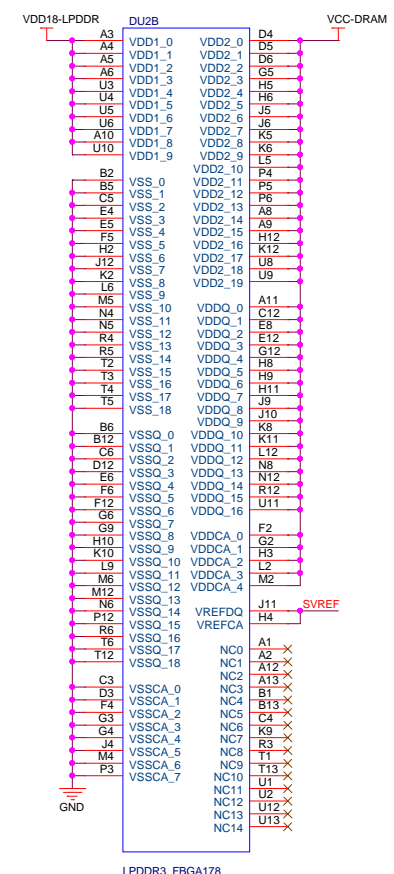 VDD18-LPDDR
DU2B
VCC-DRAM
A3 VDD1_0
A4 VDD1_1
A5 VDD1_2
A6 VDD1_3
U3 VDD1_4
U4 VDD1_5
U5 VDD1_6
U6 VDD1_7
A10 VDD1_8
U10 VDD1_9
B2 VSS_0
B5 VSS_1
C5 VSS_2
E4 VSS_3
E5 VSS_4
F5 VSS_5
H2 VSS_6
J12 VSS_7
K2 VSS_8
L6 VSS_9
M5 VSS_10
N4 VSS_11
N5 VSS_12
R4 VSS_13
R5 VSS_14
T2 VSS_15
T3 VSS_16
T4 VSS_17
T5 VSS_18
B6 VSSQ_0
B12 VSSQ_1
C6 VSSQ_2
D12 VSSQ_3
E6 VSSQ_4
F6 VSSQ_5
F12 VSSQ_6
G6 VSSQ_7
G9 VSSQ_8
H10 VSSQ_9
K10 VSSQ_10
L9 VSSQ_11
M6 VSSQ_12
M12 VSSQ_13
N6 VSSQ_14
P12 VSSQ_15
R6 VSSQ_16
T6 VSSQ_17
T12 VSSQ_18
C3 VSSCA_0
D3 VSSCA_1
F4 VSSCA_2
G3 VSSCA_3
G4 VSSCA_4
J4 VSSCA_5
M4 VSSCA_6
P3 VSSCA_7
GND
VDD2_0 D4
VDD2_1 D5
VDD2_2 D6
VDD2_3 G5
VDD2_4 H5
VDD2_5 H6
VDD2_6 J5
VDD2_7 J6
VDD2_8 K5
VDD2_9 K6
VDD2_10 L5
VDD2_11 P4
VDD2_12 P5
VDD2_13 P6
VDD2_14 A8
VDD2_15 A9
VDD2_16 H12
VDD2_17 K12
VDD2_18 U8
VDD2_19 U9
VDDQ_0 A11
VDDQ_1 C12
VDDQ_2 E8
VDDQ_3 E12
VDDQ_4 G12
VDDQ_5 H8
VDDQ_6 H9
VDDQ_7 H11
VDDQ_8 J9
VDDQ_9 J10
VDDQ_10 K8
VDDQ_11 K11
VDDQ_12 L12
VDDQ_13 N8
VDDQ_14 N12
VDDQ_15 R12
VDDQ_16 U11
VDDCA_0 F2
VDDCA_1 G2
VDDCA_2 H3
VDDCA_3 L2
VDDCA_4 M2
VREFDQ J11 SVREF
VREFCA H4
NC0 A1
NC1 A2
NC2 A12
NC3 A13
NC4 B1
NC5 B13
NC6 C4
NC7 K9
NC8 R3
NC9 T1
NC10 T13
NC11 U1
NC12 U2
NC13 U12
NC14 U13
LPDDR3_FBGA178